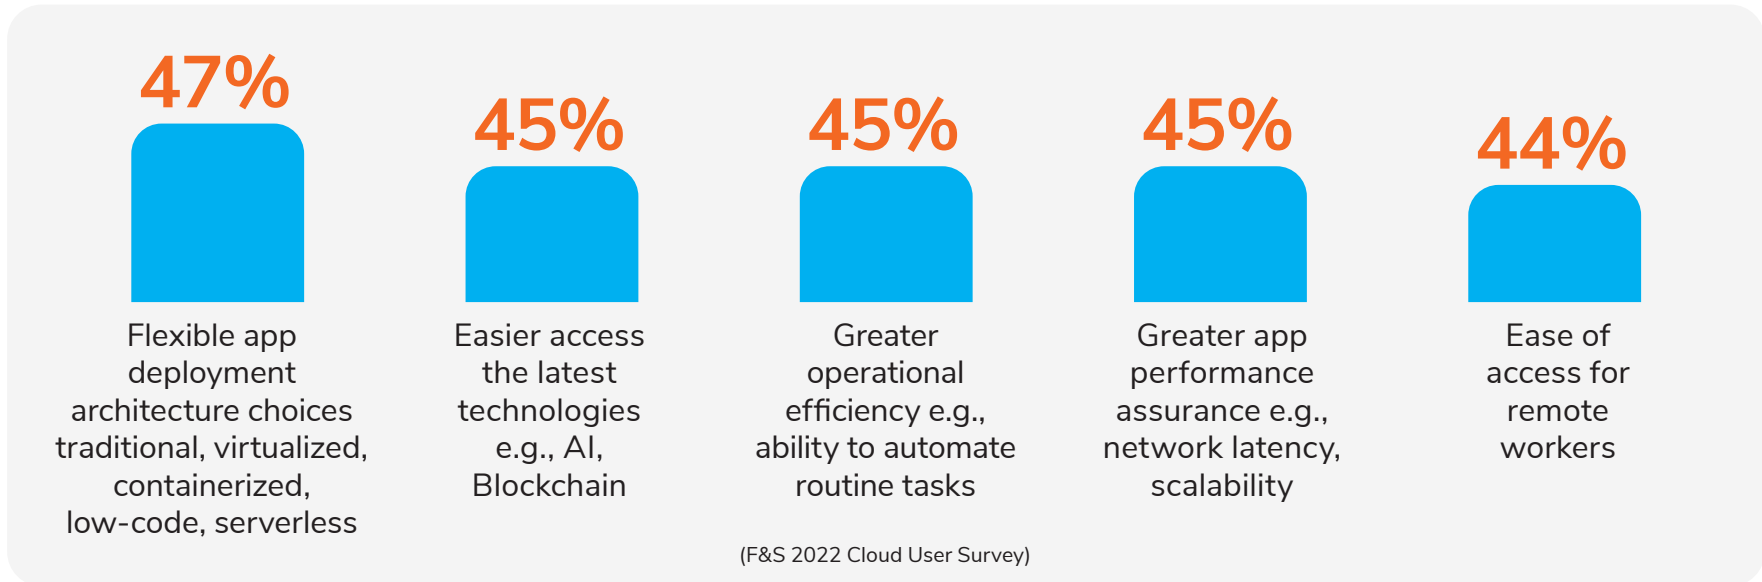 47%
Flexible app
deployment
architecture choices
traditional, virtualized,
containerized,
low-code, serverless
45%
Easier access
the latest
technologies
e.g., AI,
Blockchain
45%
Greater
operational
efficiency e.g.,
ability to automate
routine tasks
45%
Greater app
performance
assurance e.g.,
network latency,
scalability
44%
Ease of
access for
remote
workers
(F&S 2022 Cloud User Survey)